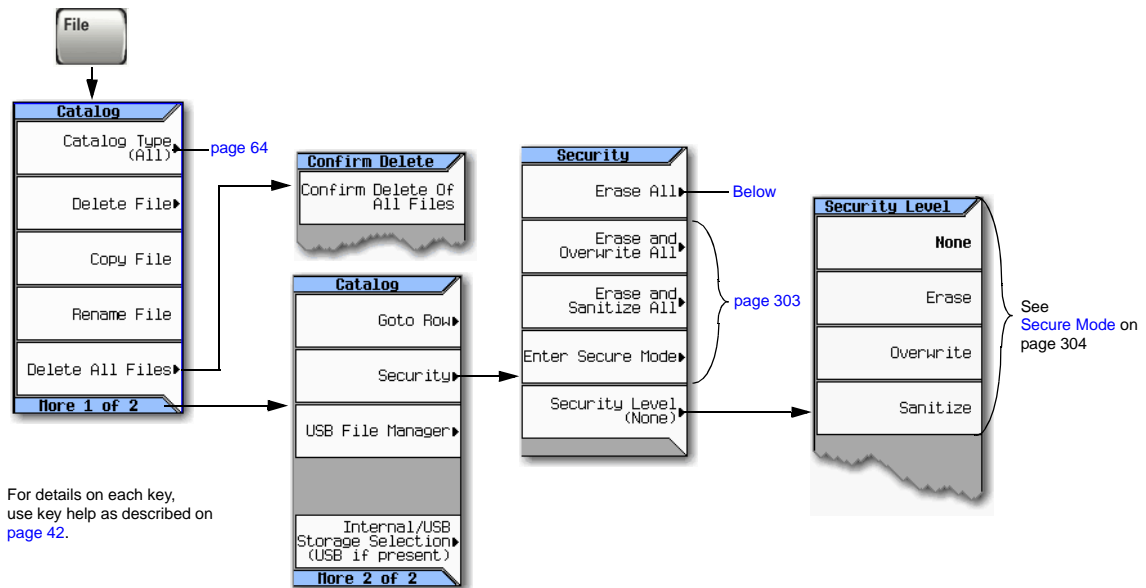 File
Catalog
Catalog Type
(All)
page 64
Delete File
Copy File
Rename File
Delete All Files
More 1 of 2
Confirm Delete
Confirm Delete Of
All Files
Catalog
Goto Row
Security
USB File Manager
Internal/USB
Storage Selection
(USB if present)
More 2 of 2
Security
Erase All
Below
Erase and
Overwrite All
Erase and
Sanitize All
page 303
Enter Secure Mode
Security Level
(None)
Security Level
None
Erase
Overwrite
Sanitize
See
Secure Mode on
page 304
For details on each key,
use key help as described on
page 42.